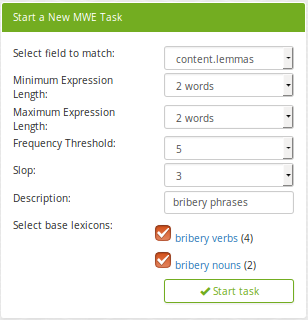 Start a New MWE Task
Select field to match: content.lemmas
Minimum Expression
Length: 2 words
Maximum Expression
Length: 2 words
Frequency Threshold: 5
Slop: 3
Description: bribery phrases
Select base lexicons:
bribery verbs (4)
bribery nouns (2)
Start task